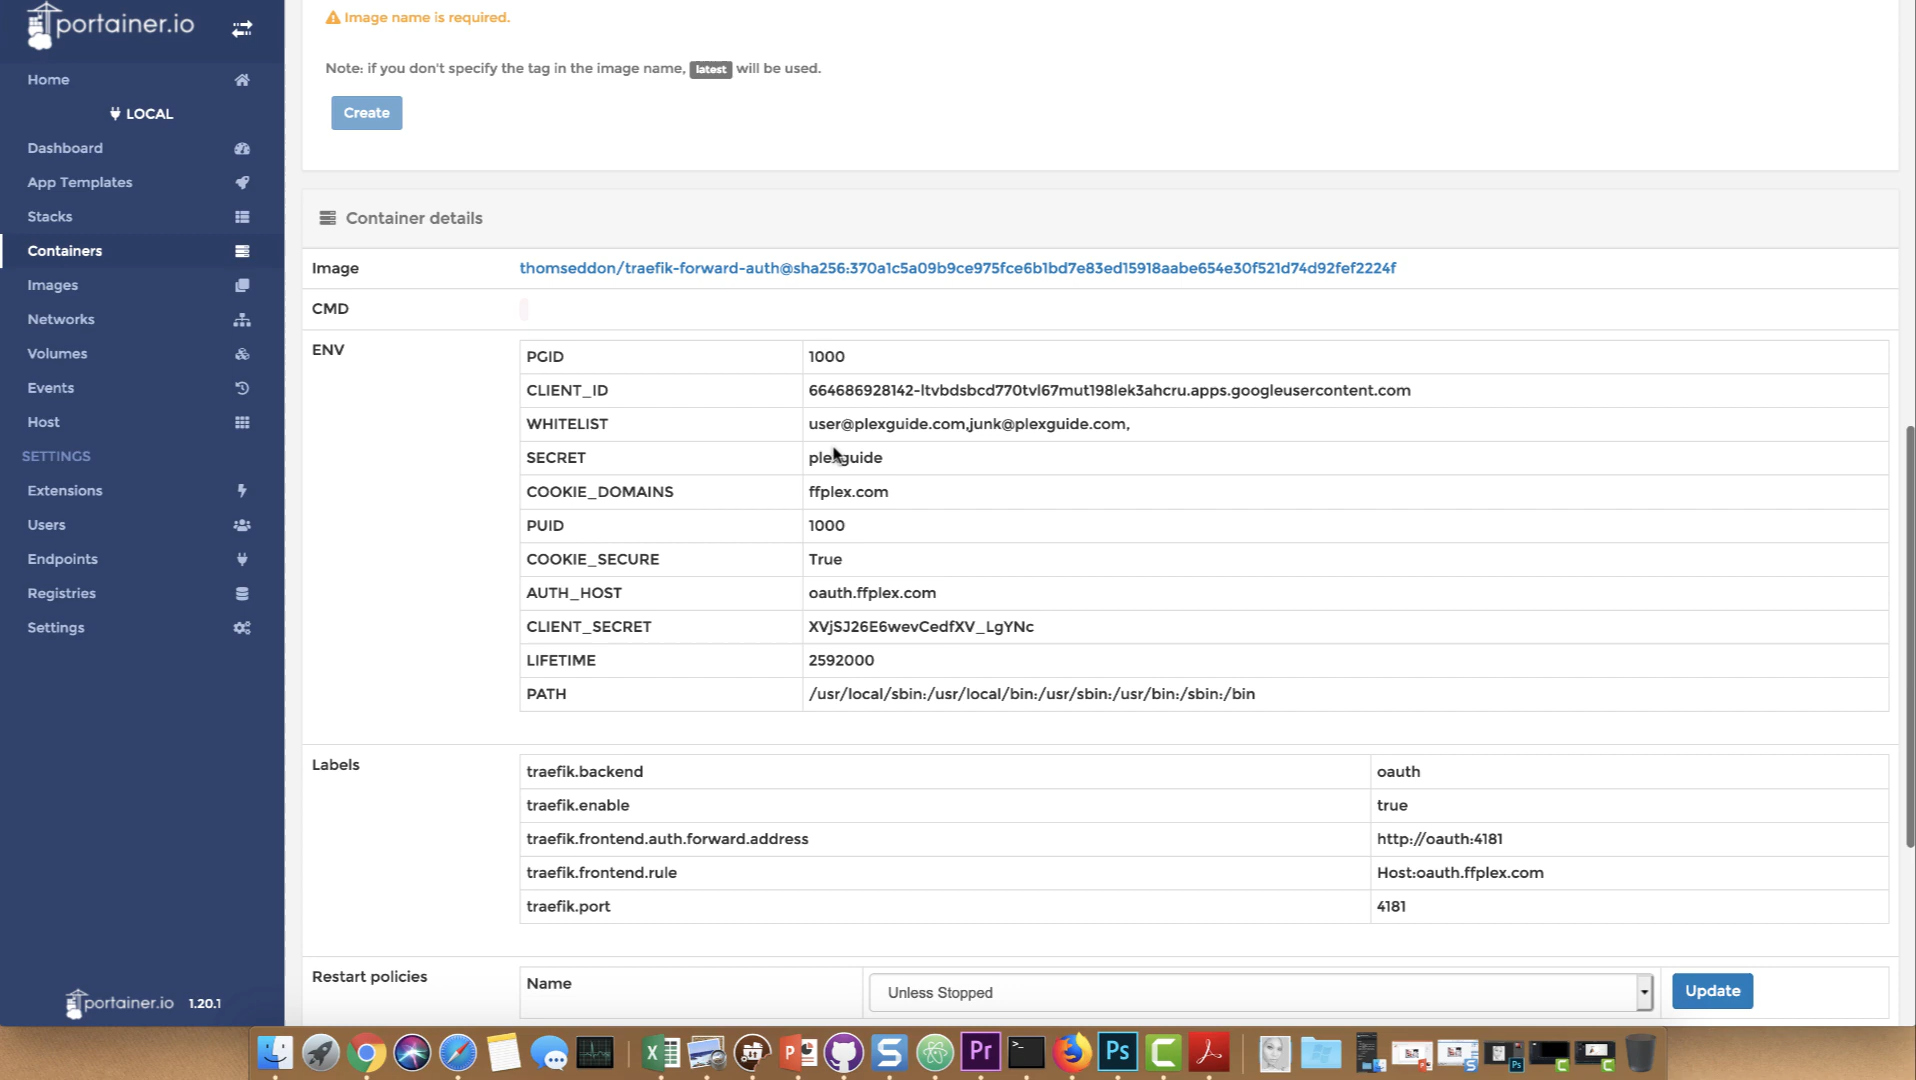 portainer.io
Home
LOCAL
Dashboard
App Templates
Stacks
Containers
Images
Networks
Volumes
Events
Host
SETTINGS
Extensions
Users
Endpoints
Registries
Settings
portainer.io 1.20.1
Image name is required.
Note: if you don't specify the tag in the image name, latest will be used.
Create
Container details
Image thomseddon/traefik-forward-auth@sha256:370a1c5a09b9ce975fce6b1bd7e83ed15918aabe654e30f521d74d92fef2224f
CMD
ENV
PGID 1000
CLIENT_ID 664686928142-ltvbdsbcd770tvl67mut198lek3ahcru.apps.googleusercontent.com
WHITELIST user@plexguide.com,junk@plexguide.com,
SECRET plexguide
COOKIE_DOMAINS ffplex.com
PUID 1000
COOKIE_SECURE True
AUTH_HOST oauth.ffplex.com
CLIENT_SECRET XVjSJ26E6wevCedfXV_LgYNc
LIFETIME 2592000
PATH /usr/local/sbin:/usr/local/bin:/usr/sbin:/usr/bin:/sbin:/bin
Labels
traefik.backend oauth
traefik.enable true
traefik.frontend.auth.forward.address http://oauth:4181
traefik.frontend.rule Host:oauth.ffplex.com
traefik.port 4181
Restart policies
Name Unless Stopped Update
Pr
Ps